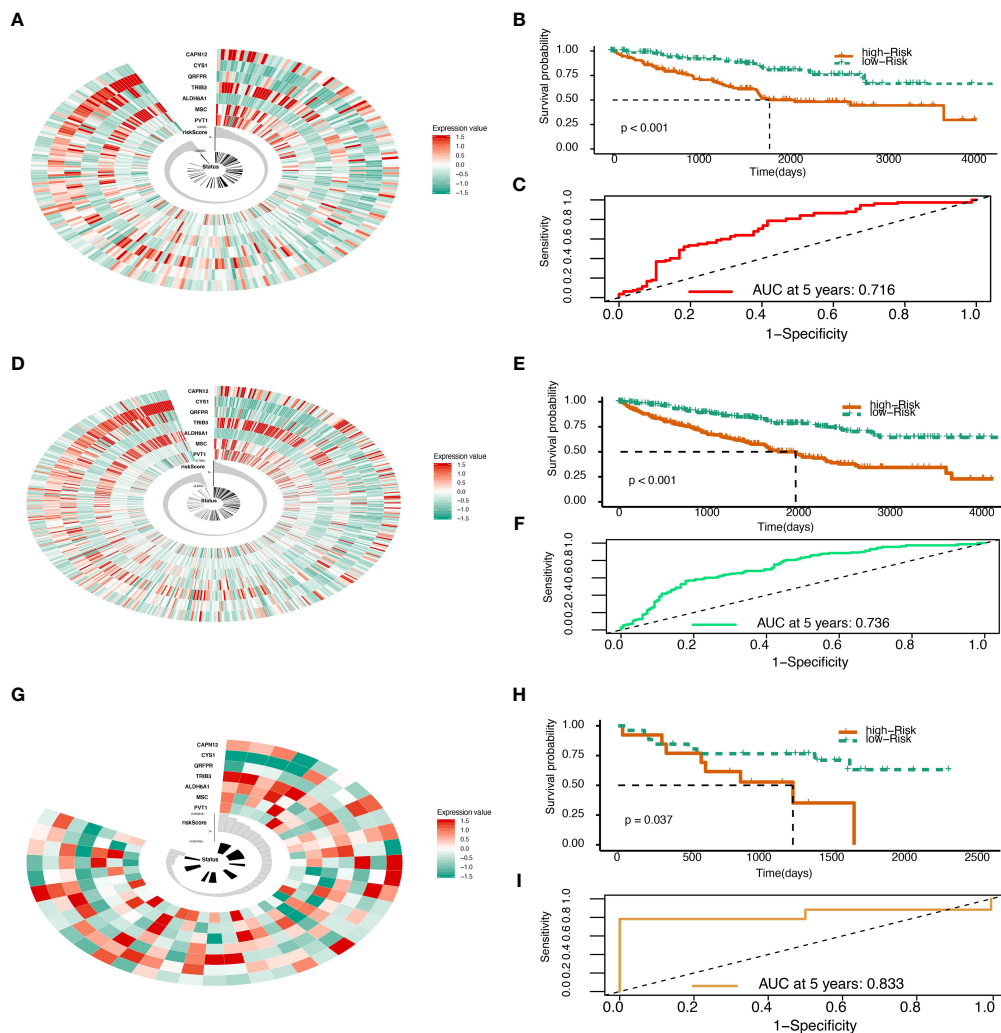 A
CAPN12
CYS1
QRFPR
TRIB3
ALDH6A1
MSC
PVT1
riskScore
Status
Expression value
1.5
1.0
0.5
0.0
−0.5
−1.0
−1.5
B
Survival probability
1.00
0.75
0.50
0.25
0.00
high−Risk
low−Risk
p < 0.001
0 1000 2000 3000 4000
Time(days)
C
Sensitivity
0.0 0.2 0.4 0.6 0.8 1.0
AUC at 5 years: 0.716
0.0 0.2 0.4 0.6 0.8 1.0
1−Specificity
D
CAPN12
CYS1
QRFPR
TRIB3
ALDH6A1
MSC
PVT1
riskScore
Status
Expression value
1.5
1.0
0.5
0.0
−0.5
−1.0
−1.5
E
Survival probability
1.00
0.75
0.50
0.25
0.00
high−Risk
low−Risk
p < 0.001
0 1000 2000 3000 4000
Time(days)
F
Sensitivity
0.0 0.2 0.4 0.6 0.8 1.0
AUC at 5 years: 0.736
0.0 0.2 0.4 0.6 0.8 1.0
1−Specificity
G
CAPN12
CYS1
QRFPR
TRIB3
ALDH6A1
MSC
PVT1
riskScore
Status
Expression value
1.5
1.0
0.5
0.0
−0.5
−1.0
−1.5
H
Survival probability
1.00
0.75
0.50
0.25
0.00
high−Risk
low−Risk
p = 0.037
0 500 1000 1500 2000 2500
Time(days)
I
Sensitivity
0.0 0.2 0.4 0.6 0.8 1.0
AUC at 5 years: 0.833
0.0 0.2 0.4 0.6 0.8 1.0
1−Specificity